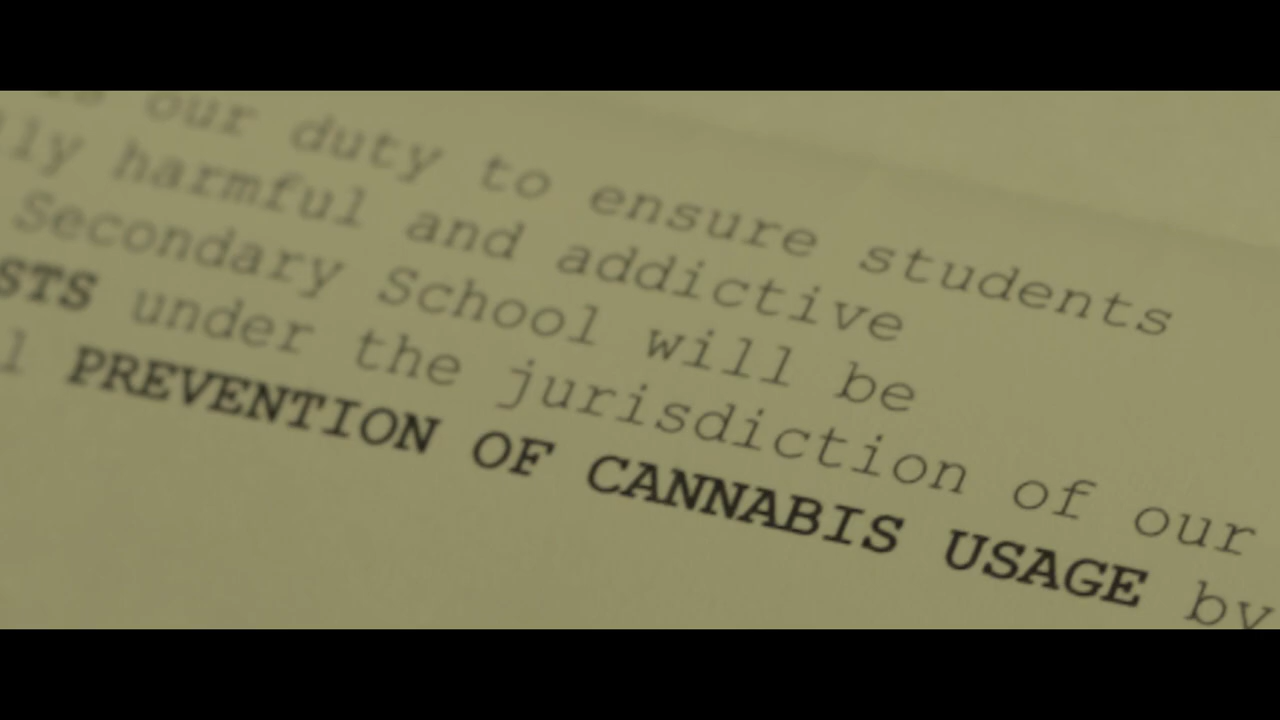 our duty to ensure students
ly harmful and addictive
Secondary School will be
STS under the jurisdiction of our
l PREVENTION OF CANNABIS USAGE by